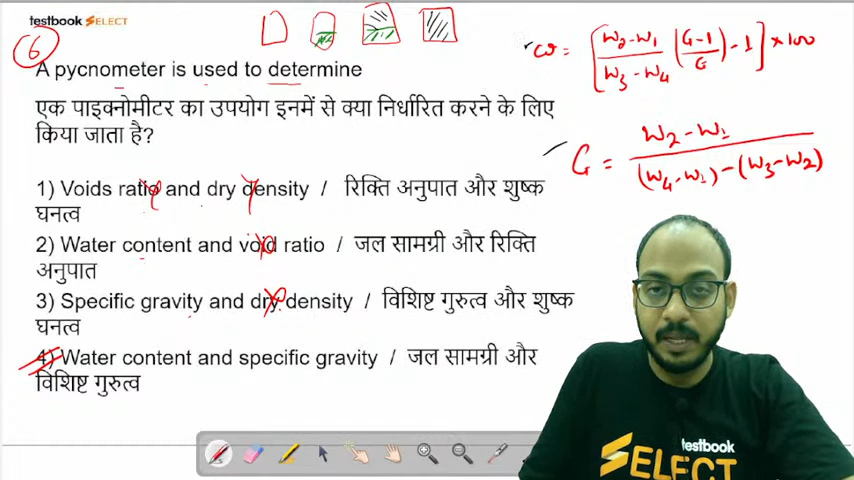 testbook SELECT
6
A pycnometer is used to determine
एक पाइक्नोमीटर का उपयोग इनमें से क्या निर्धारित करने के लिए
किया जाता है?
1) Voids ratio and dry density / रिक्ति अनुपात और शुष्क
घनत्व
2) Water content and void ratio / जल सामग्री और रिक्ति
अनुपात
3) Specific gravity and dry density / विशिष्ट गुरुत्व और शुष्क
घनत्व
4) Water content and specific gravity / जल सामग्री और
विशिष्ट गुरुत्व
ω = [ (W2-W1)/(W3-W4) ( (G-1)/G ) - 1 ] × 100
G = (W2-W1)/((W4-W1)-(W3-W2))
testbook
SELECT